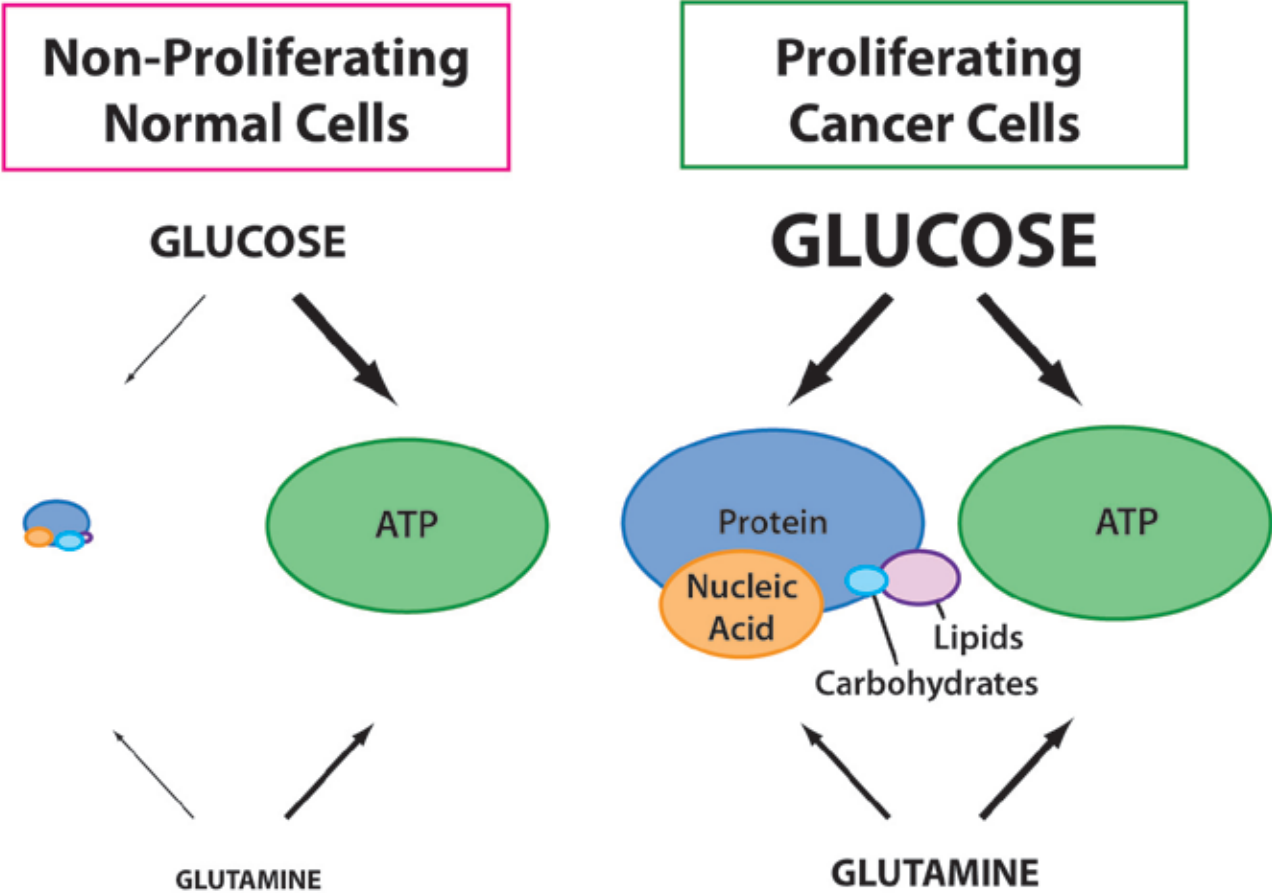 Non-Proliferating
Normal Cells
Proliferating
Cancer Cells
GLUCOSE
GLUCOSE
ATP
Protein
ATP
Nucleic
Acid
Lipids
Carbohydrates
GLUTAMINE
GLUTAMINE